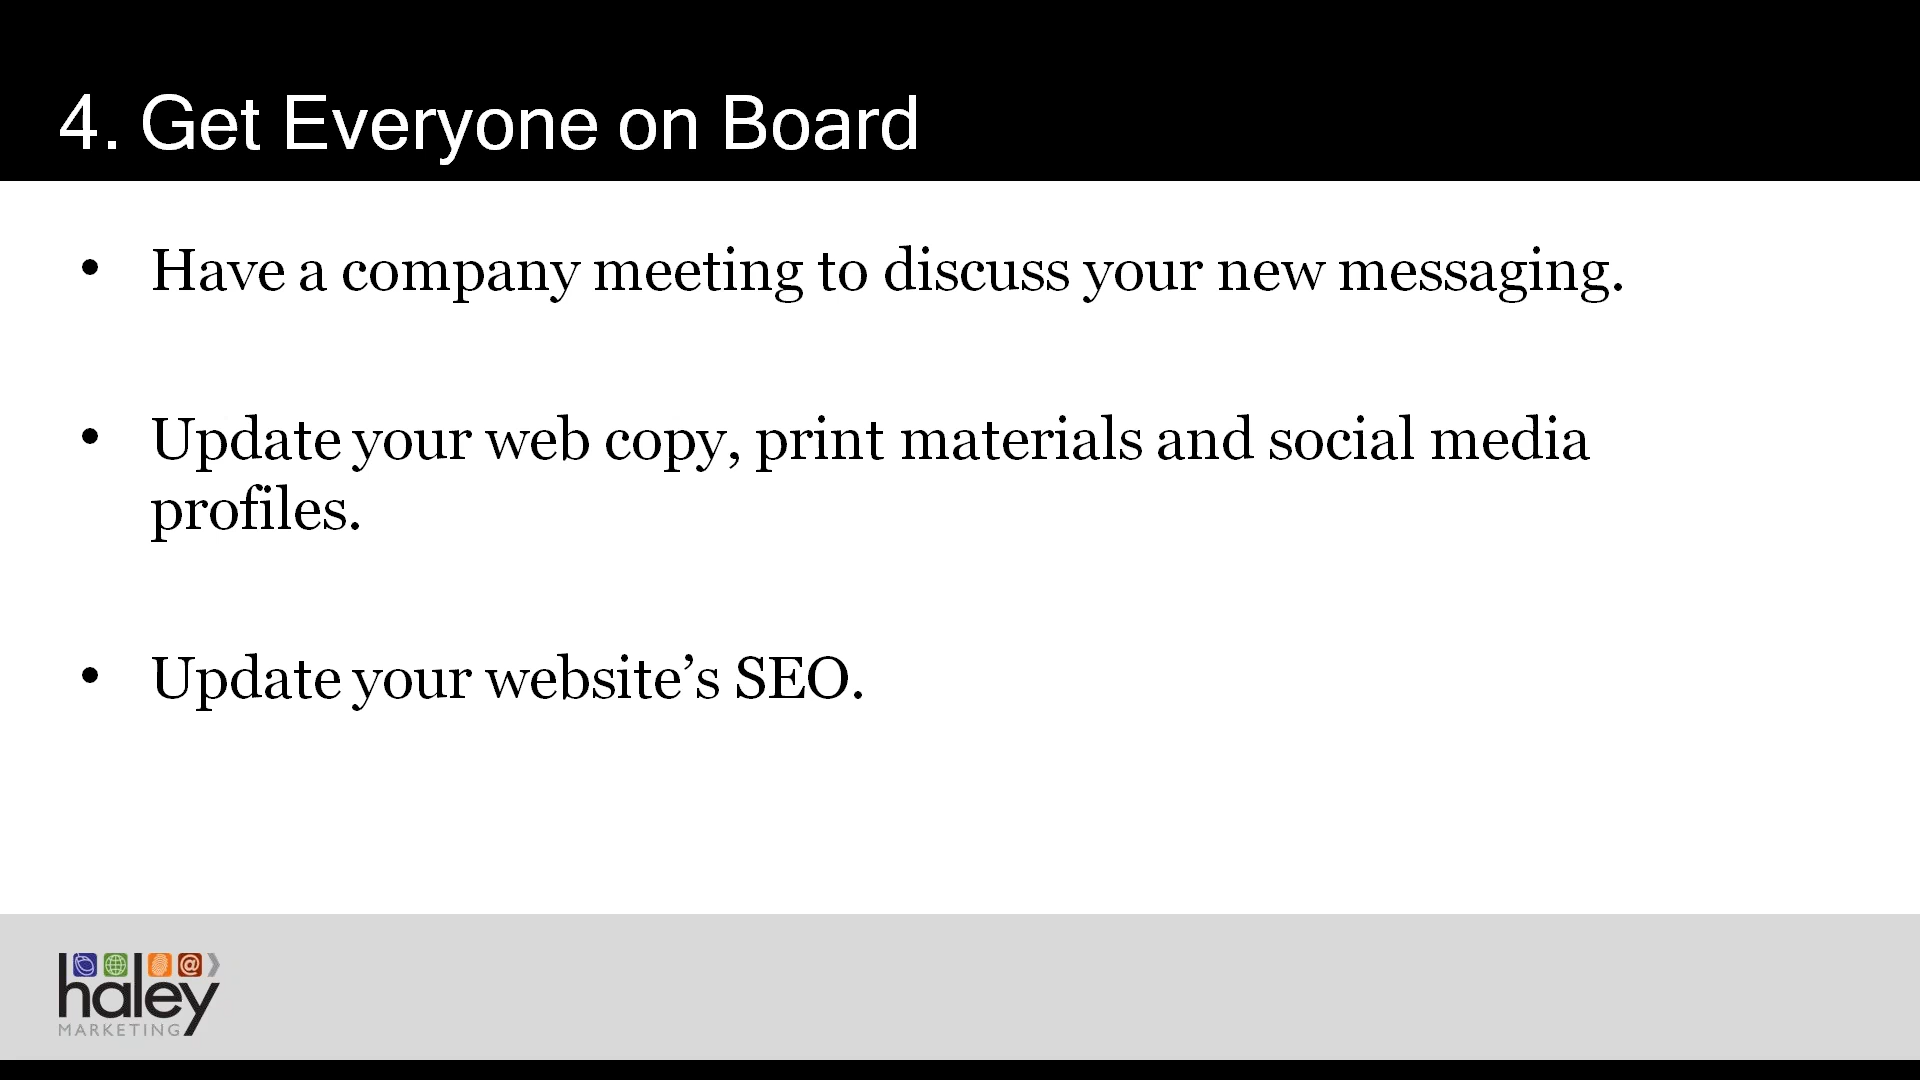 4. Get Everyone on Board
• Have a company meeting to discuss your new messaging.
• Update your web copy, print materials and social media
profiles.
• Update your website’s SEO.
@
haley
MARKETING